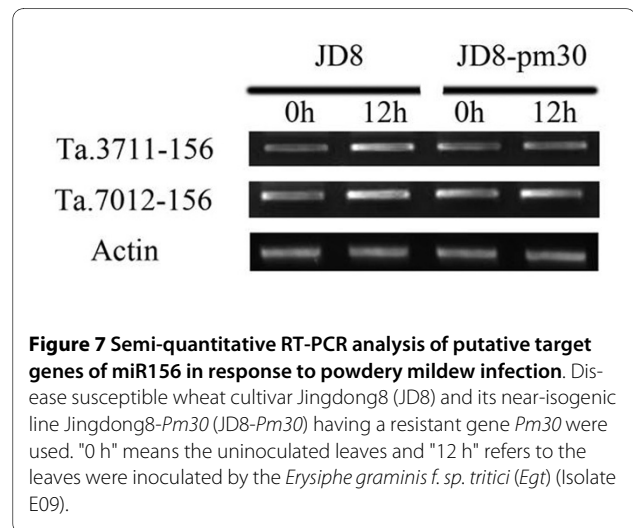 JD8 JD8-pm30
0h 12h 0h 12h
Ta.3711-156
Ta.7012-156
Actin
Figure 7 Semi-quantitative RT-PCR analysis of putative target
genes of miR156 in response to powdery mildew infection. Dis-
ease susceptible wheat cultivar Jingdong8 (JD8) and its near-isogenic
line Jingdong8-Pm30 (JD8-Pm) having a resistant gene Pm30 were
used. "0 h" means the uninoculated leaves and "12 h" refers to the
leaves were inoculated by the Erysiphe graminis f. sp. tritici (Egt) (Isolate
E09).